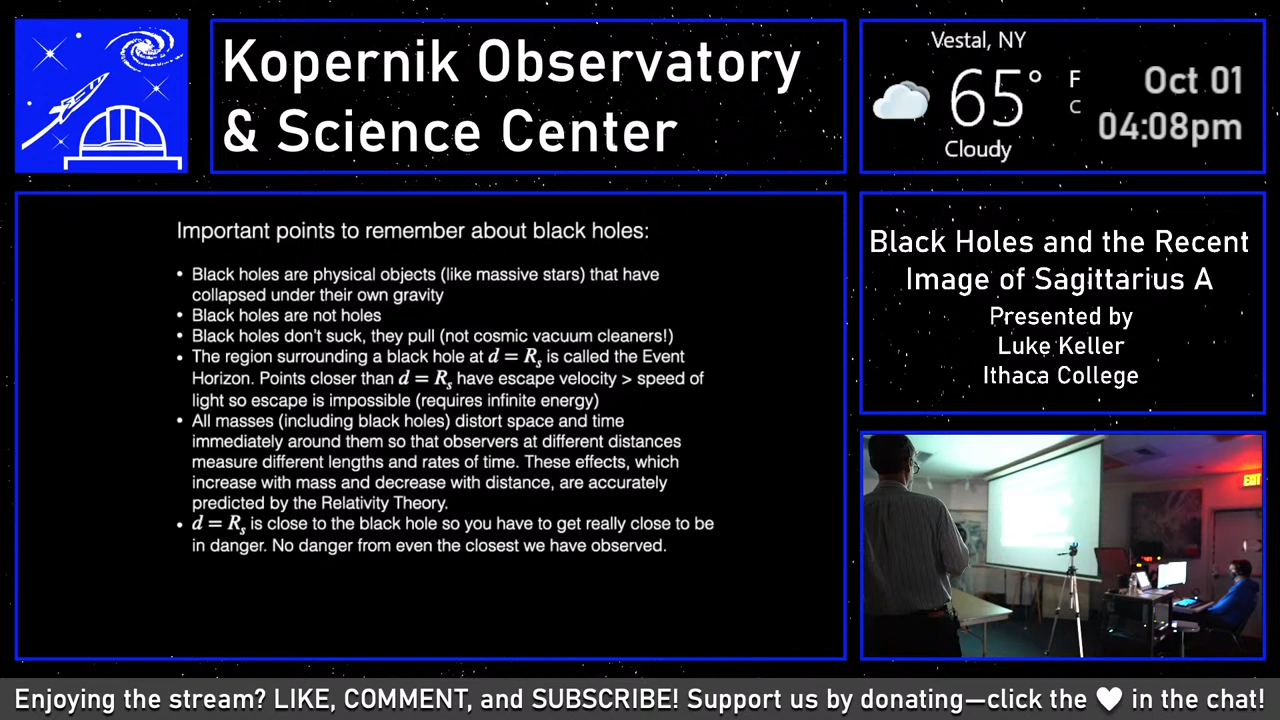 Kopernik Observatory
& Science Center
Vestal, NY
65° F
C
Cloudy
Oct 01
04:08pm
Important points to remember about black holes:
• Black holes are physical objects (like massive stars) that have
collapsed under their own gravity
• Black holes are not holes
• Black holes don't suck, they pull (not cosmic vacuum cleaners!)
• The region surrounding a black hole at d = Rs is called the Event
Horizon. Points closer than d = Rs have escape velocity > speed of
light so escape is impossible (requires infinite energy)
• All masses (including black holes) distort space and time
immediately around them so that observers at different distances
measure different lengths and rates of time. These effects, which
increase with mass and decrease with distance, are accurately
predicted by the Relativity Theory.
• d = Rs is close to the black hole so you have to get really close to be
in danger. No danger from even the closest we have observed.
Black Holes and the Recent
Image of Sagittarius A
Presented by
Luke Keller
Ithaca College
EXIT
Enjoying the stream? LIKE, COMMENT, and SUBSCRIBE! Support us by donating—click the ♥ in the chat!